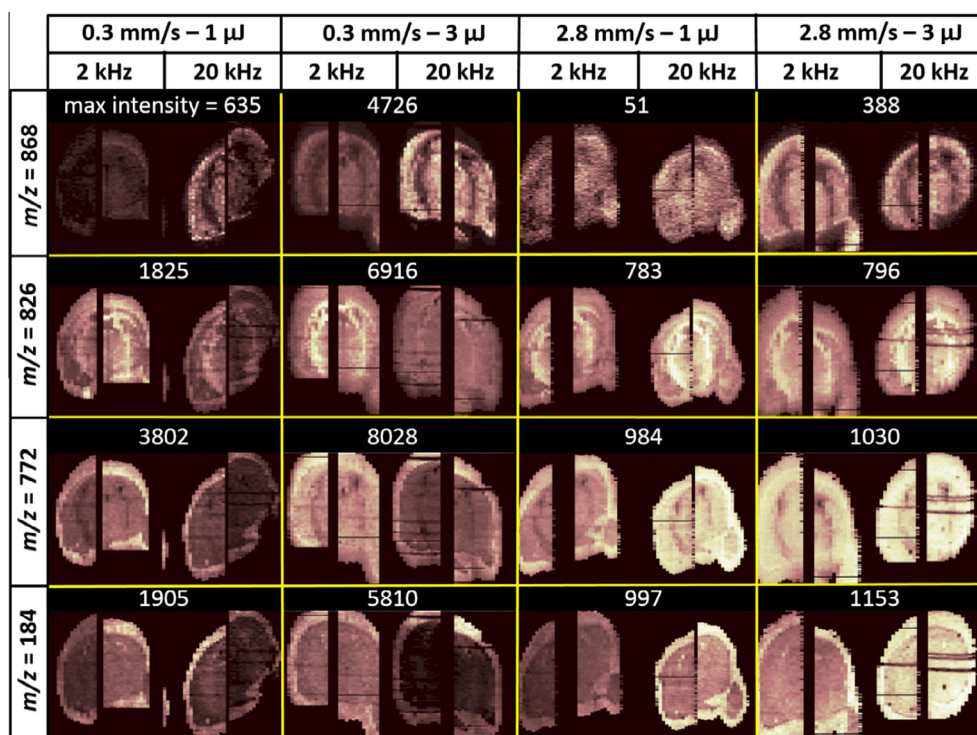 0.3 mm/s – 1 µJ 0.3 mm/s – 3 µJ 2.8 mm/s – 1 µJ 2.8 mm/s – 3 µJ
2 kHz 20 kHz 2 kHz 20 kHz 2 kHz 20 kHz 2 kHz 20 kHz
m/z = 868 max intensity = 635 4726 51 388
m/z = 826 1825 6916 783 796
m/z = 772 3802 8028 984 1030
m/z = 184 1905 5810 997 1153